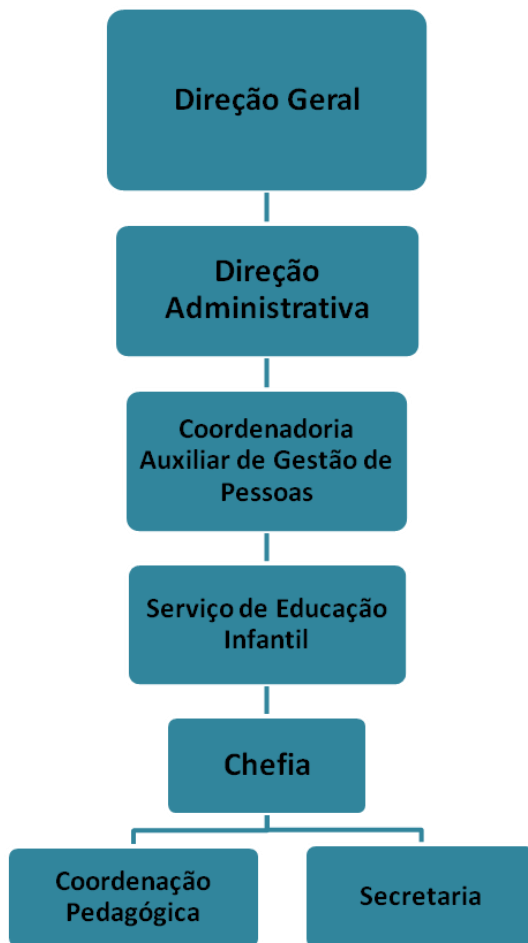 Direção Geral
Direção
Administrativa
Coordenadoria
Auxiliar de Gestão de
Pessoas
Serviço de Educação
Infantil
Chefia
Coordenação
Pedagógica
Secretaria